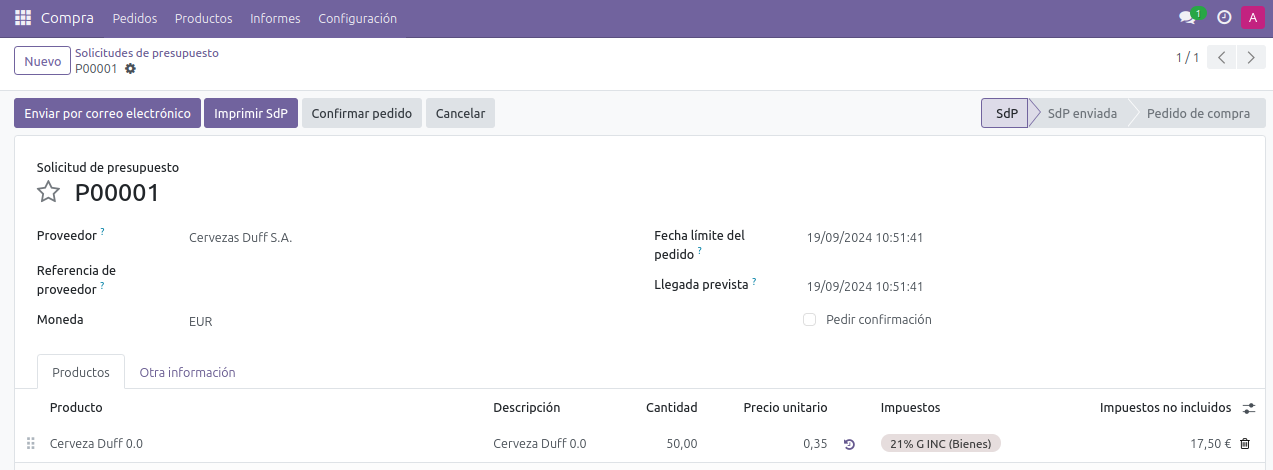 Compra Pedidos Productos Informes Configuración 1 A
Nuevo Solicitudes de presupuesto
P00001 1 / 1
Enviar por correo electrónico Imprimir SdP Confirmar pedido Cancelar SdP SdP enviada Pedido de compra
Solicitud de presupuesto
P00001
Proveedor ? Cervezas Duff S.A.
Referencia de
proveedor ?
Moneda EUR
Fecha límite del
pedido ? 19/09/2024 10:51:41
Llegada prevista ? 19/09/2024 10:51:41
Pedir confirmación
Productos Otra información
Producto Descripción Cantidad Precio unitario Impuestos Impuestos no incluidos
Cerveza Duff 0.0 Cerveza Duff 0.0 50,00 0,35 21% G INC (Bienes) 17,50 €